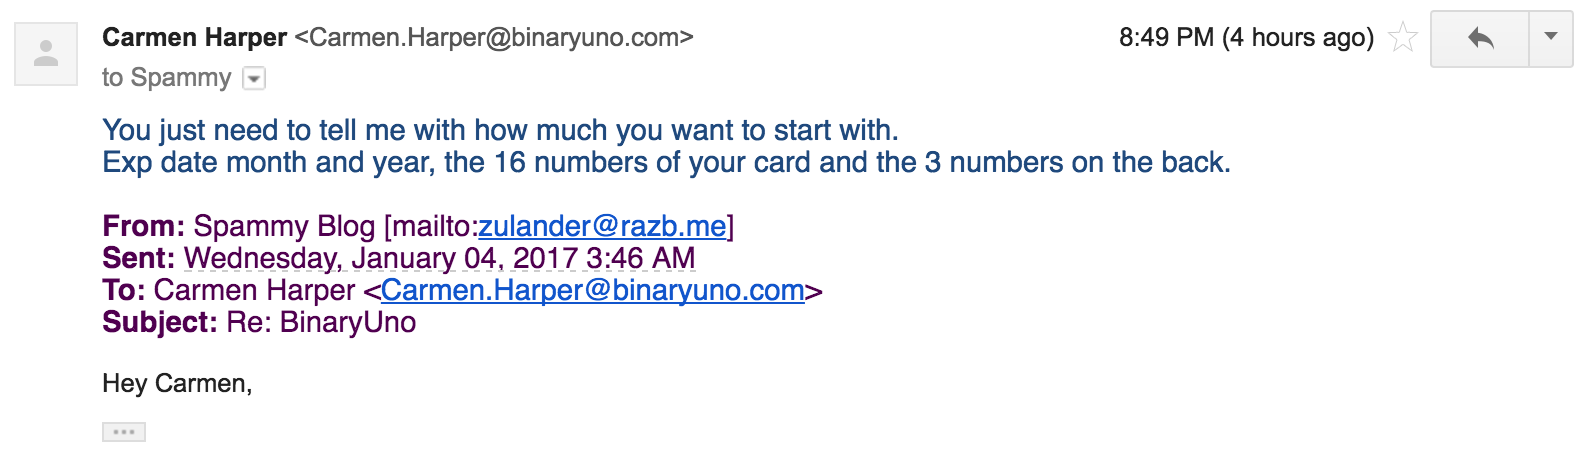 Carmen Harper <Carmen.Harper@binaryuno.com>
8:49 PM (4 hours ago)
to Spammy
You just need to tell me with how much you want to start with.
Exp date month and year, the 16 numbers of your card and the 3 numbers on the back.
From: Spammy Blog [mailto:zulander@razb.me]
Sent: Wednesday, January 04, 2017 3:46 AM
To: Carmen Harper <Carmen.Harper@binaryuno.com>
Subject: Re: BinaryUno
Hey Carmen,